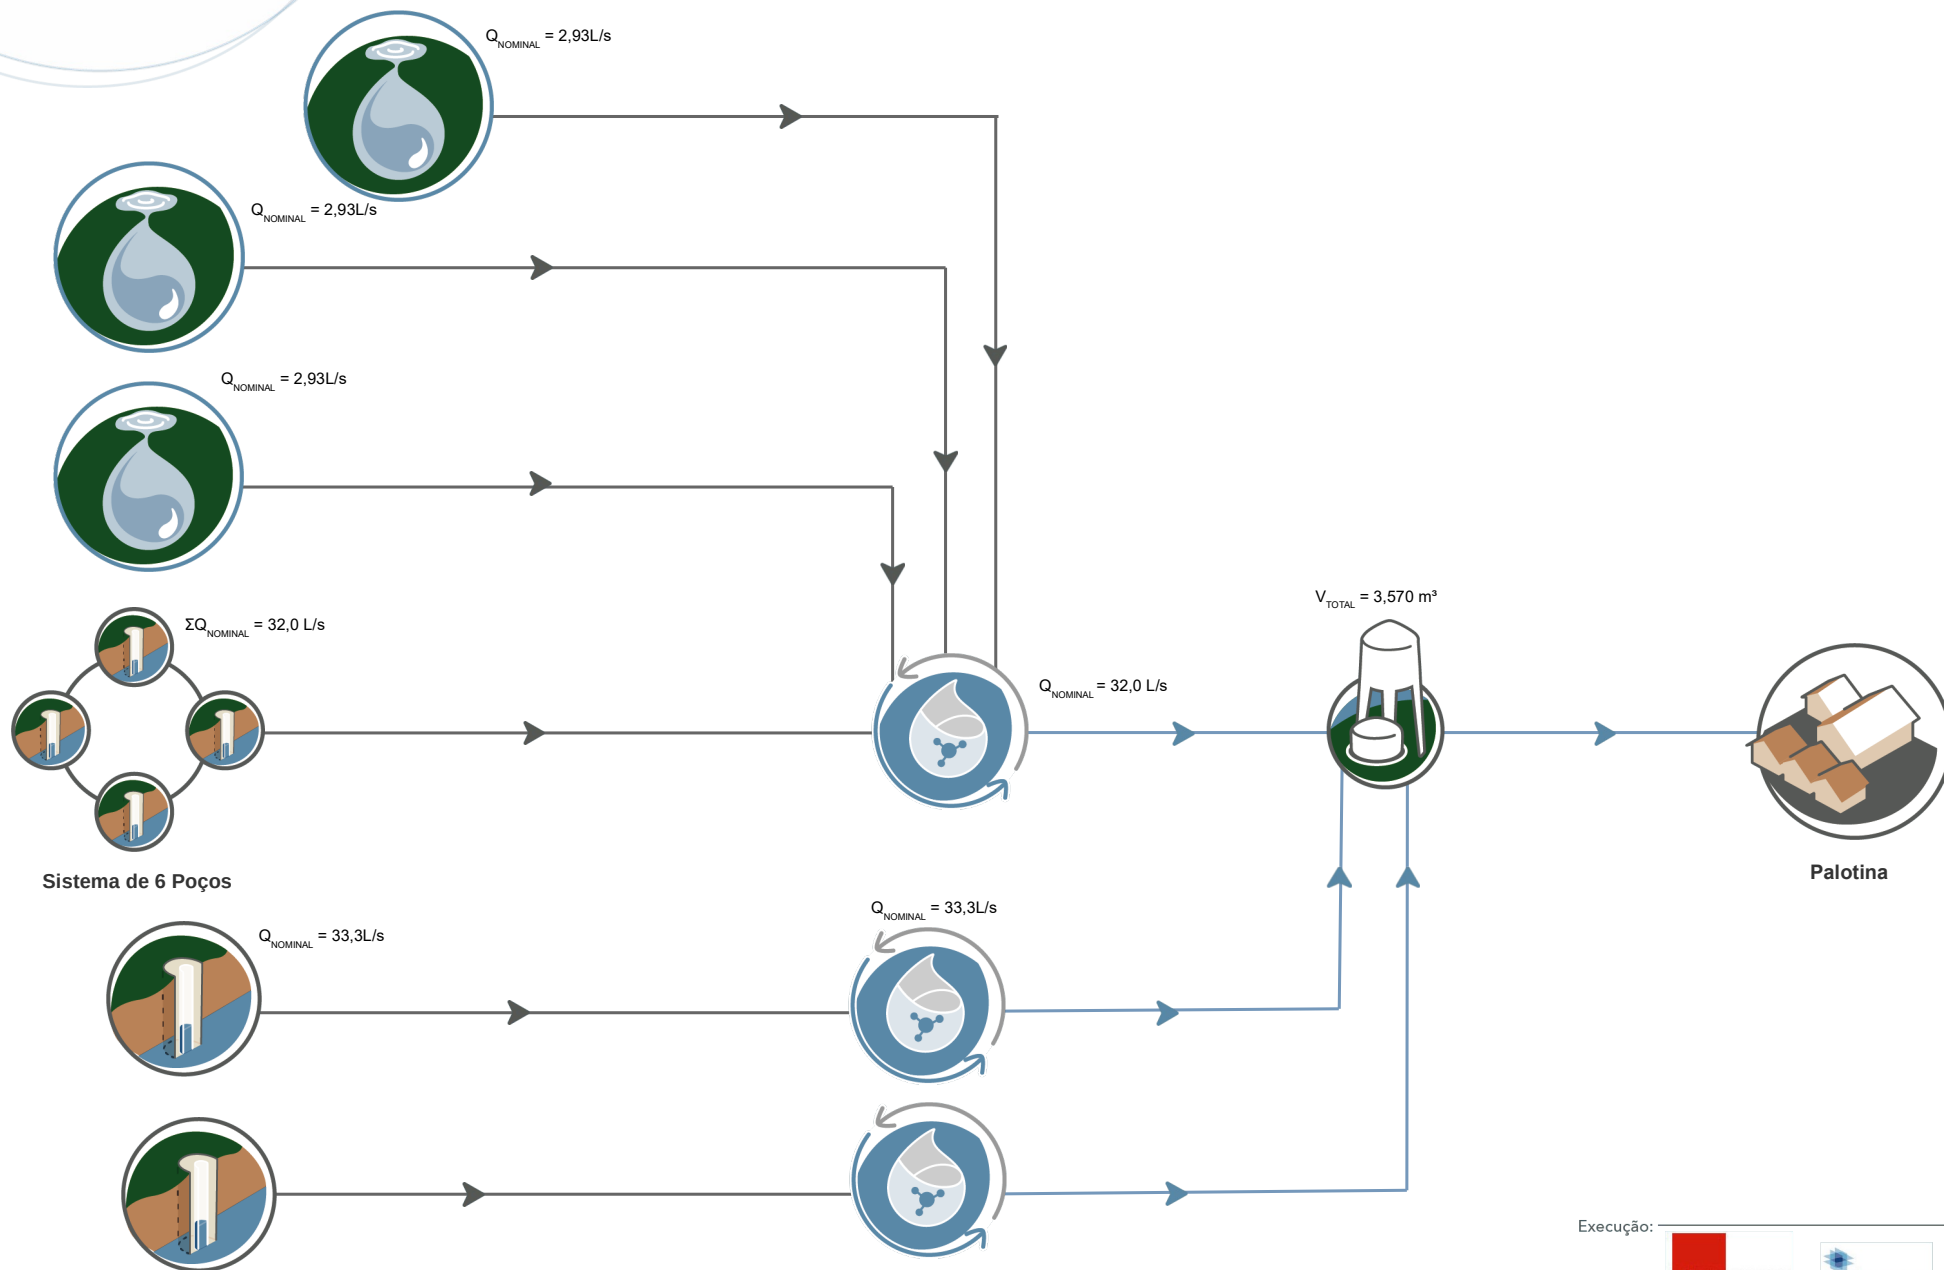 Q NOMINAL = 2,93L/s
Q NOMINAL = 2,93L/s
Q NOMINAL = 2,93L/s
ΣQ NOMINAL = 32,0 L/s
V TOTAL = 3,570 m³
Q NOMINAL = 32,0 L/s
Sistema de 6 Poços
Palotina
Q NOMINAL = 33,3L/s
Q NOMINAL = 33,3L/s
Execução: